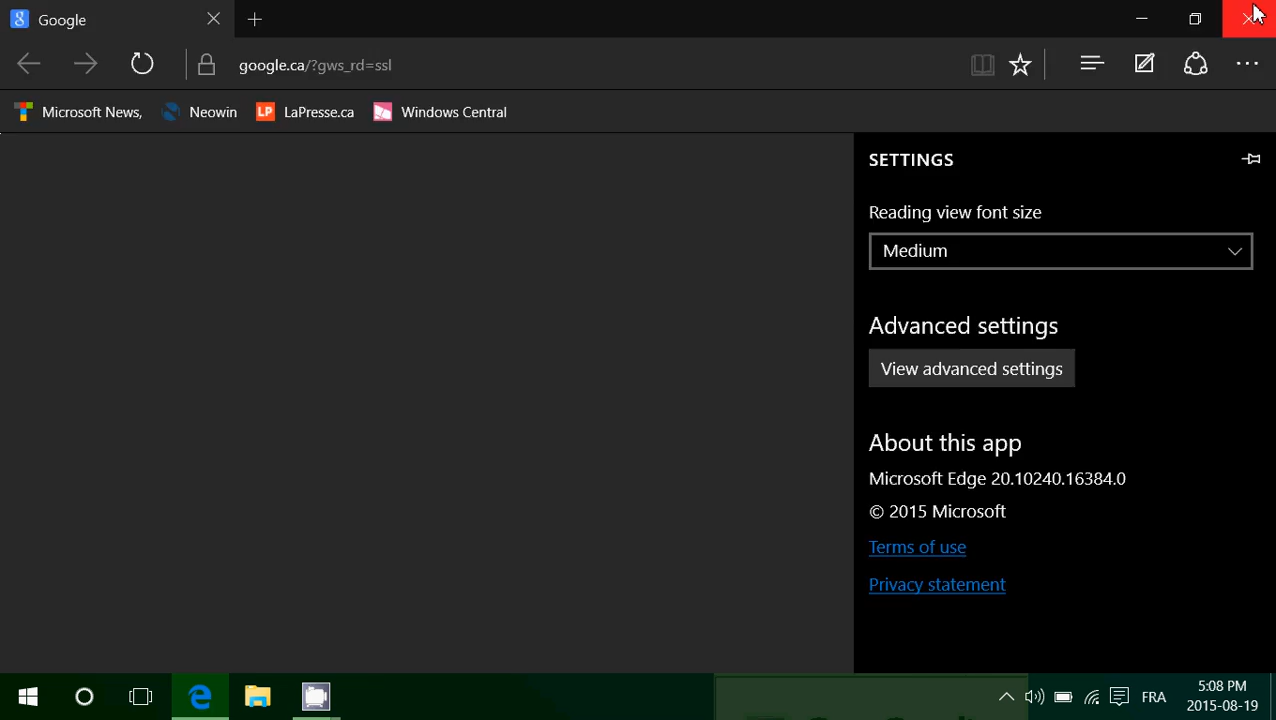 Google
google.ca/?gws_rd=ssl
Microsoft News, Neowin LP LaPresse.ca Windows Central
SETTINGS
Reading view font size
Medium
Advanced settings
View advanced settings
About this app
Microsoft Edge 20.10240.16384.0
© 2015 Microsoft
Terms of use
Privacy statement
FRA
5:08 PM
2015-08-19